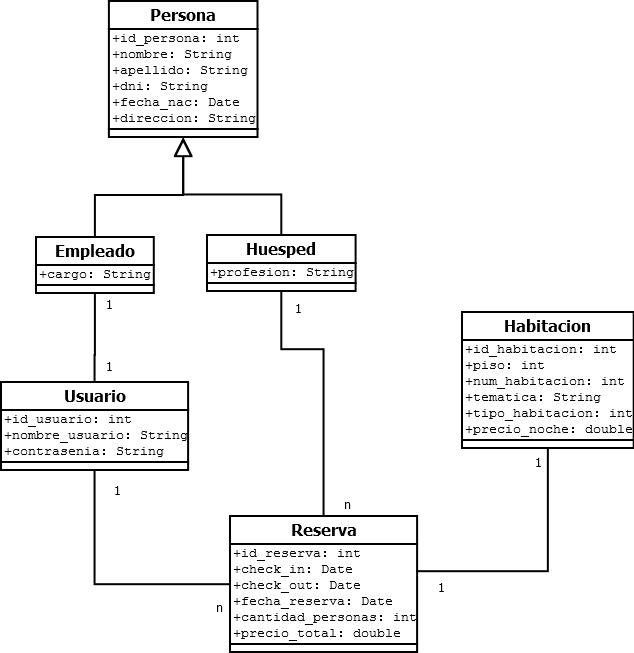 Persona
+id_persona: int
+nombre: String
+apellido: String
+dni: String
+fecha_nac: Date
+direccion: String
Empleado
+cargo: String
1
Huesped
+profesion: String
1
Habitacion
+id_habitacion: int
+piso: int
+num_habitacion: int
+tematica: String
+tipo_habitacion: int
+precio_noche: double
1
1
Usuario
+id_usuario: int
+nombre_usuario: String
+contrasenia: String
1
n
Reserva
+id_reserva: int
+check_in: Date
+check_out: Date
+fecha_reserva: Date
+cantidad_personas: int
+precio_total: double
1
n